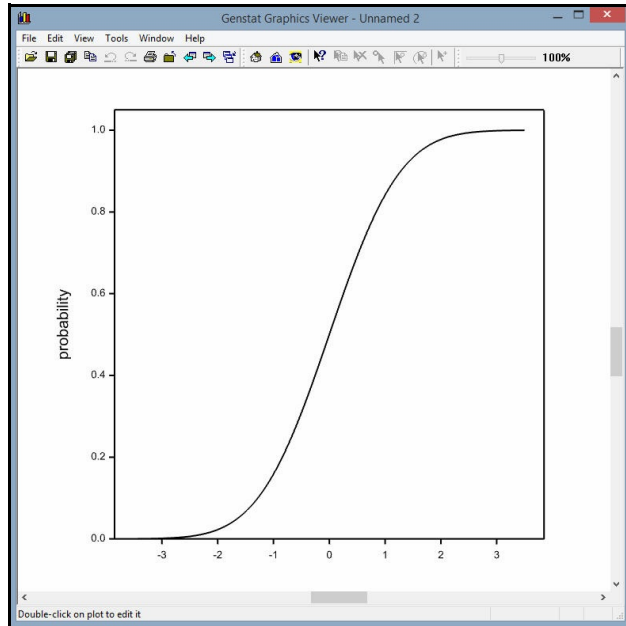 Genstat Graphics Viewer - Unnamed 2
File Edit View Tools Window Help
100%
1.0
0.8
0.6
0.4
0.2
0.0
probability
-3 -2 -1 0 1 2 3
Double-click on plot to edit it